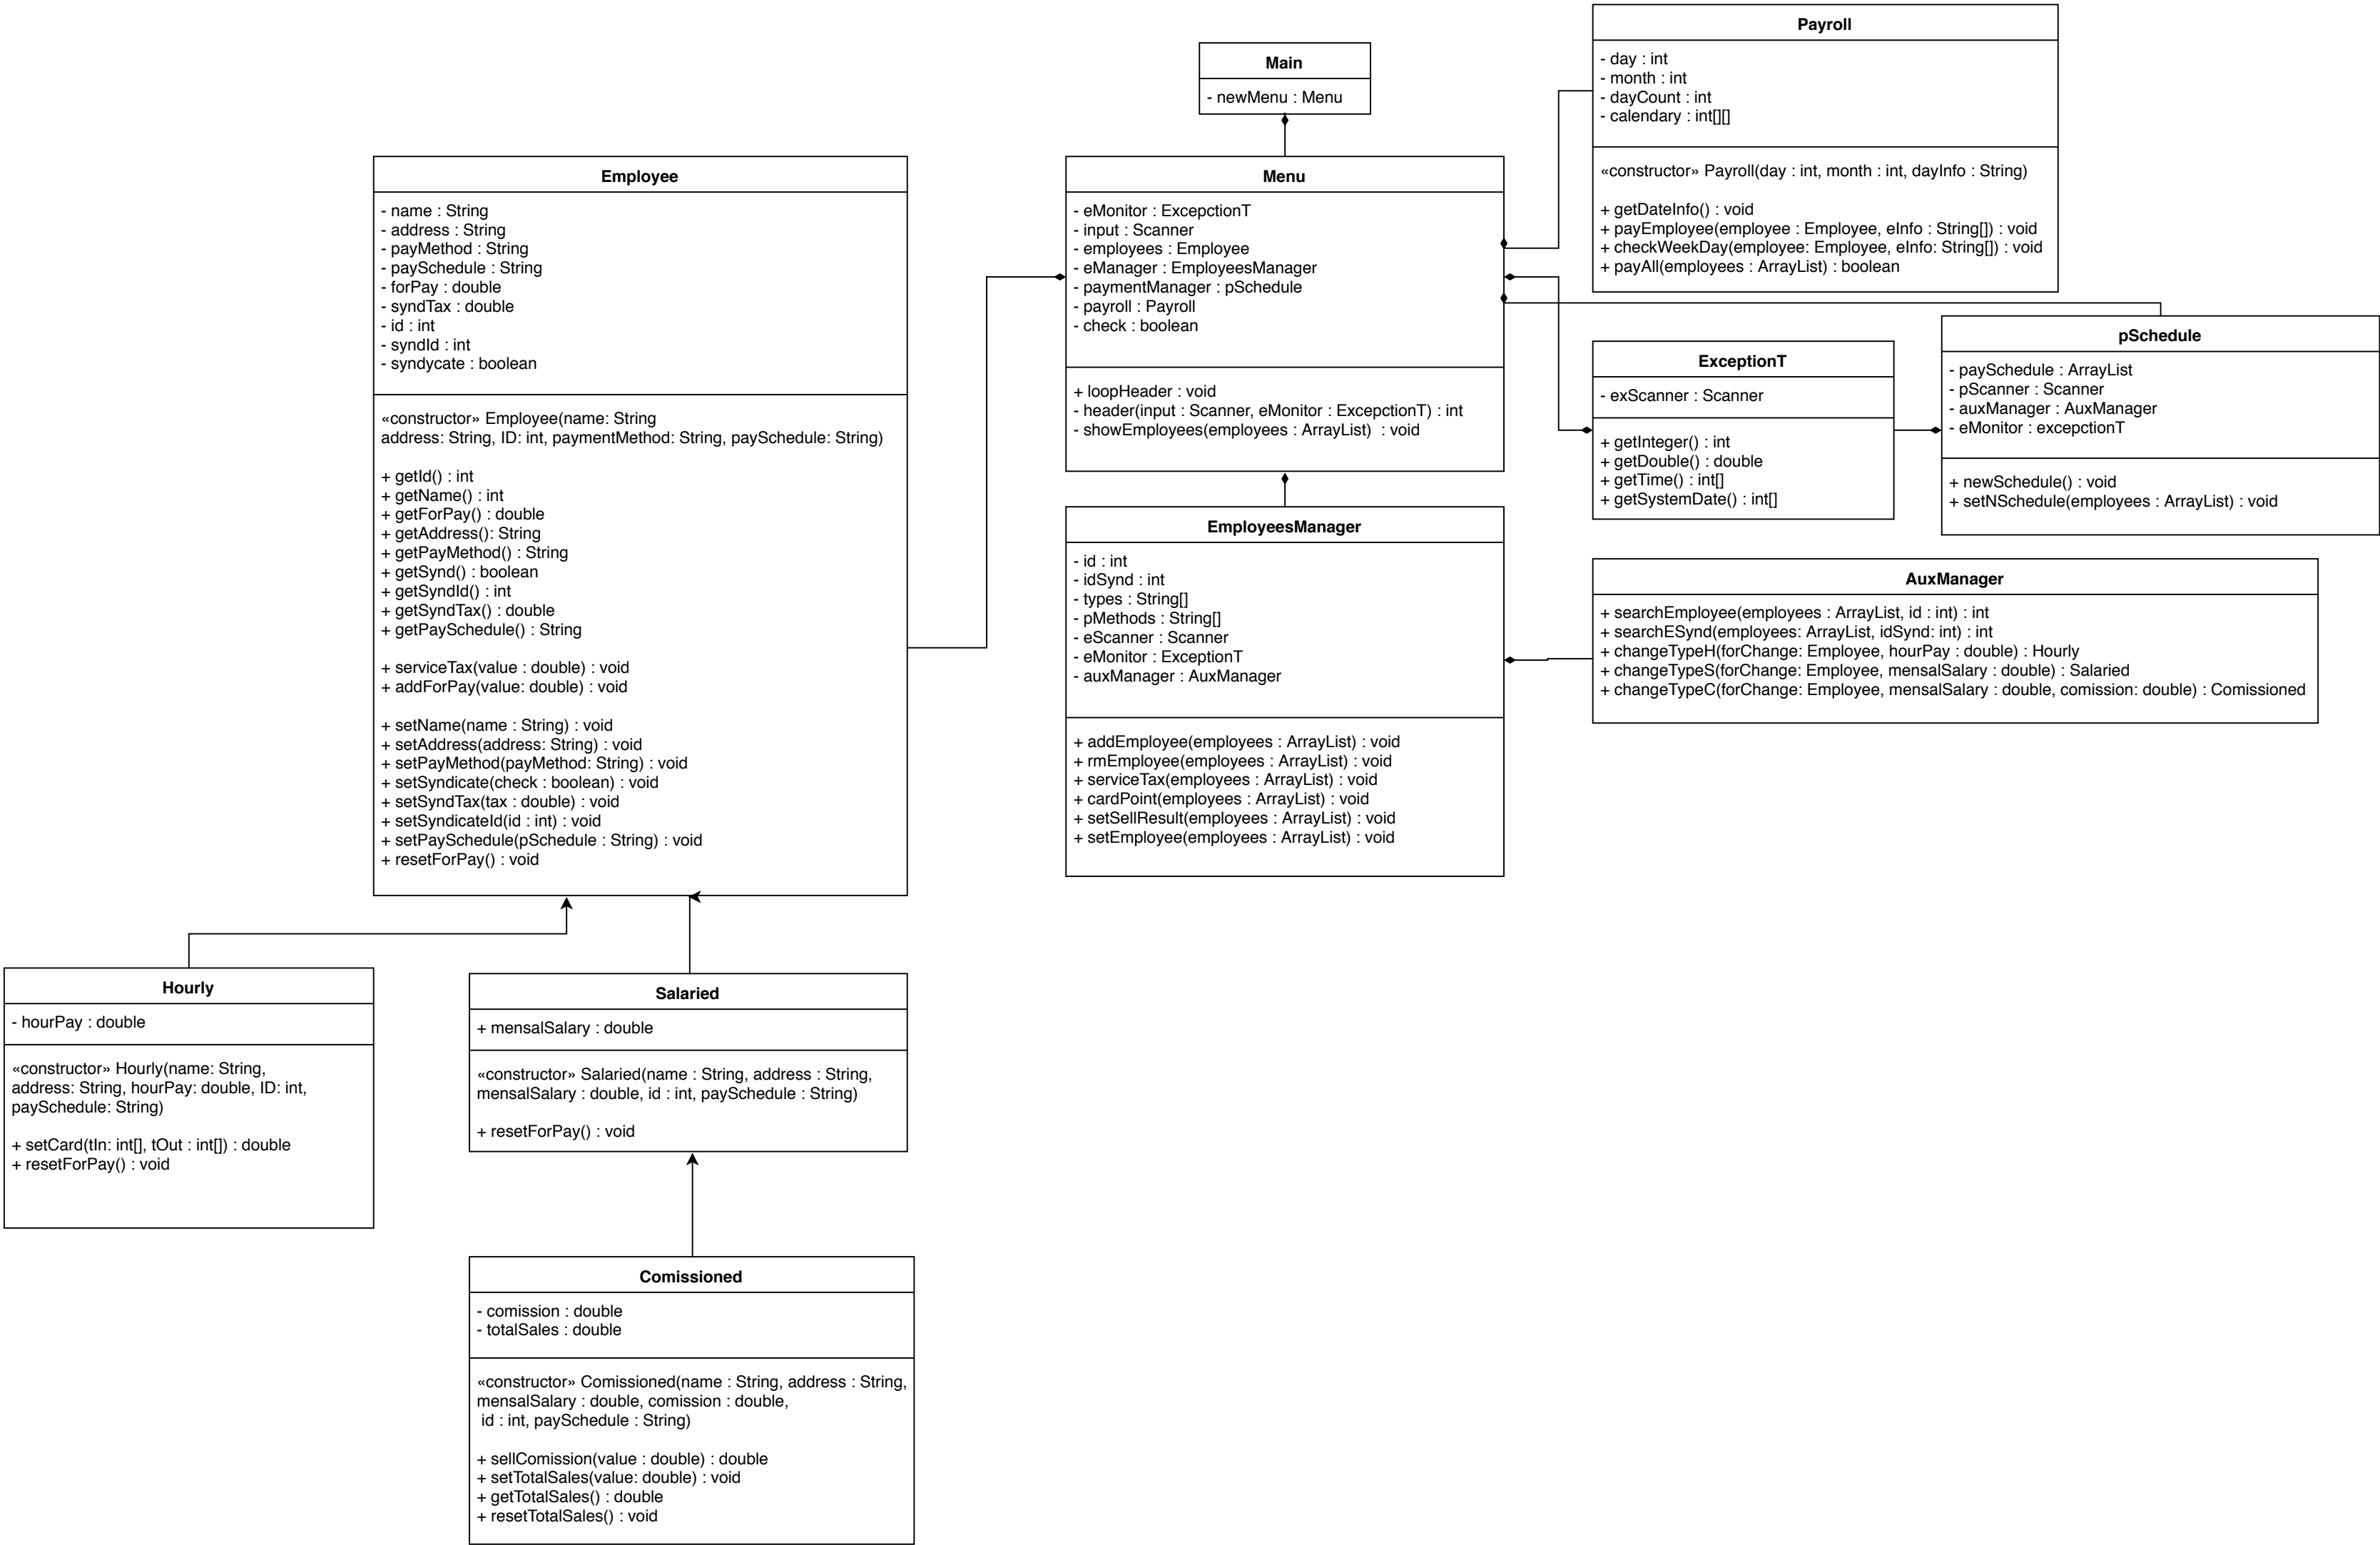 Main
- newMenu : Menu
Payroll
- day : int
- month : int
- dayCount : int
- calendary : int[][]
«constructor» Payroll(day : int, month : int, dayInfo : String)
+ getDateInfo() : void
+ payEmployee(employee : Employee, eInfo : String[]) : void
+ checkWeekDay(employee: Employee, eInfo: String[]) : void
+ payAll(employees : ArrayList) : boolean
Employee
- name : String
- address : String
- payMethod : String
- paySchedule : String
- forPay : double
- syndTax : double
- id : int
- syndId : int
- syndycate : boolean
«constructor» Employee(name: String
address: String, ID: int, paymentMethod: String, paySchedule: String)
+ getId() : int
+ getName() : int
+ getForPay() : double
+ getAddress(): String
+ getPayMethod() : String
+ getSynd() : boolean
+ getSyndId() : int
+ getSyndTax() : double
+ getPaySchedule() : String
+ serviceTax(value : double) : void
+ addForPay(value: double) : void
+ setName(name : String) : void
+ setAddress(address: String) : void
+ setPayMethod(payMethod: String) : void
+ setSyndicate(check : boolean) : void
+ setSyndTax(tax : double) : void
+ setSyndicateId(id : int) : void
+ setPaySchedule(pSchedule : String) : void
+ resetForPay() : void
Menu
- eMonitor : ExcepctionT
- input : Scanner
- employees : Employee
- eManager : EmployeesManager
- paymentManager : pSchedule
- payroll : Payroll
- check : boolean
+ loopHeader : void
- header(input : Scanner, eMonitor : ExcepctionT) : int
- showEmployees(employees : ArrayList)  : void
ExceptionT
- exScanner : Scanner
+ getInteger() : int
+ getDouble() : double
+ getTime() : int[]
+ getSystemDate() : int[]
pSchedule
- paySchedule : ArrayList
- pScanner : Scanner
- auxManager : AuxManager
- eMonitor : excepctionT
+ newSchedule() : void
+ setNSchedule(employees : ArrayList) : void
EmployeesManager
- id : int
- idSynd : int
- types : String[]
- pMethods : String[]
- eScanner : Scanner
- eMonitor : ExceptionT
- auxManager : AuxManager
+ addEmployee(employees : ArrayList) : void
+ rmEmployee(employees : ArrayList) : void
+ serviceTax(employees : ArrayList) : void
+ cardPoint(employees : ArrayList) : void
+ setSellResult(employees : ArrayList) : void
+ setEmployee(employees : ArrayList) : void
AuxManager
+ searchEmployee(employees : ArrayList, id : int) : int
+ searchESynd(employees: ArrayList, idSynd: int) : int
+ changeTypeH(forChange: Employee, hourPay : double) : Hourly
+ changeTypeS(forChange: Employee, mensalSalary : double) : Salaried
+ changeTypeC(forChange: Employee, mensalSalary : double, comission: double) : Comissioned
Hourly
- hourPay : double
«constructor» Hourly(name: String,
address: String, hourPay: double, ID: int,
paySchedule: String)
+ setCard(tIn: int[], tOut : int[]) : double
+ resetForPay() : void
Salaried
+ mensalSalary : double
«constructor» Salaried(name : String, address : String,
mensalSalary : double, id : int, paySchedule : String)
+ resetForPay() : void
Comissioned
- comission : double
- totalSales : double
«constructor» Comissioned(name : String, address : String,
mensalSalary : double, comission : double,
id : int, paySchedule : String)
+ sellComission(value : double) : double
+ setTotalSales(value: double) : void
+ getTotalSales() : double
+ resetTotalSales() : void